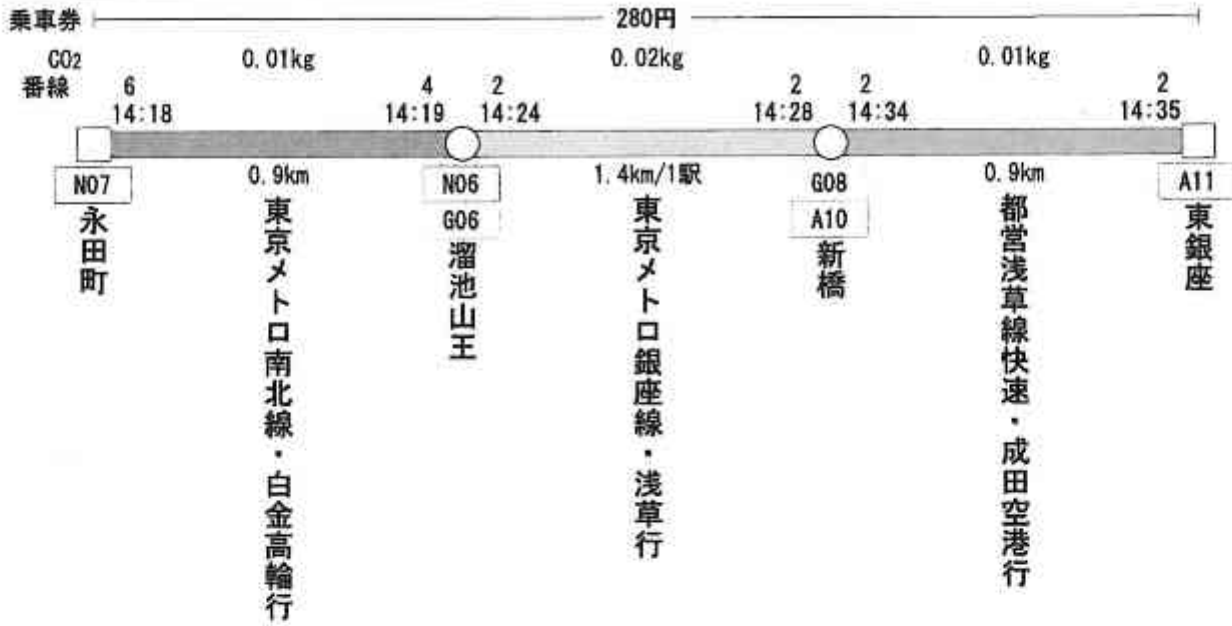 乗車券 280円
CO2 0.01kg 0.02kg 0.01kg
番線 6 4 2 2 2 2
14:18 14:19 14:24 14:28 14:34 14:35
N07 0.9km N06 1.4km/1駅 G08 0.9km A11
G06 A10
永田町
東京メトロ南北線・白金高輪行
溜池山王
東京メトロ銀座線・浅草行
新橋
都営浅草線快速・成田空港行
東銀座